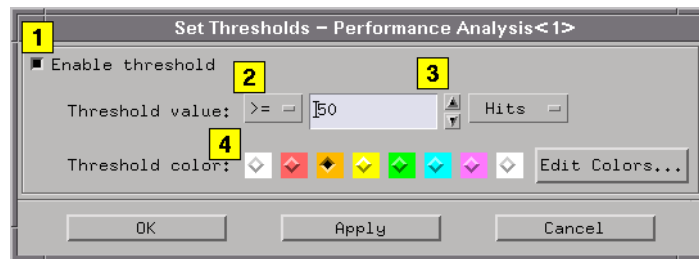 Set Thresholds – Performance Analysis<1>
1
Enable threshold
2
3
Threshold value: >= 50 Hits
4
Threshold color: Edit Colors...
OK Apply Cancel